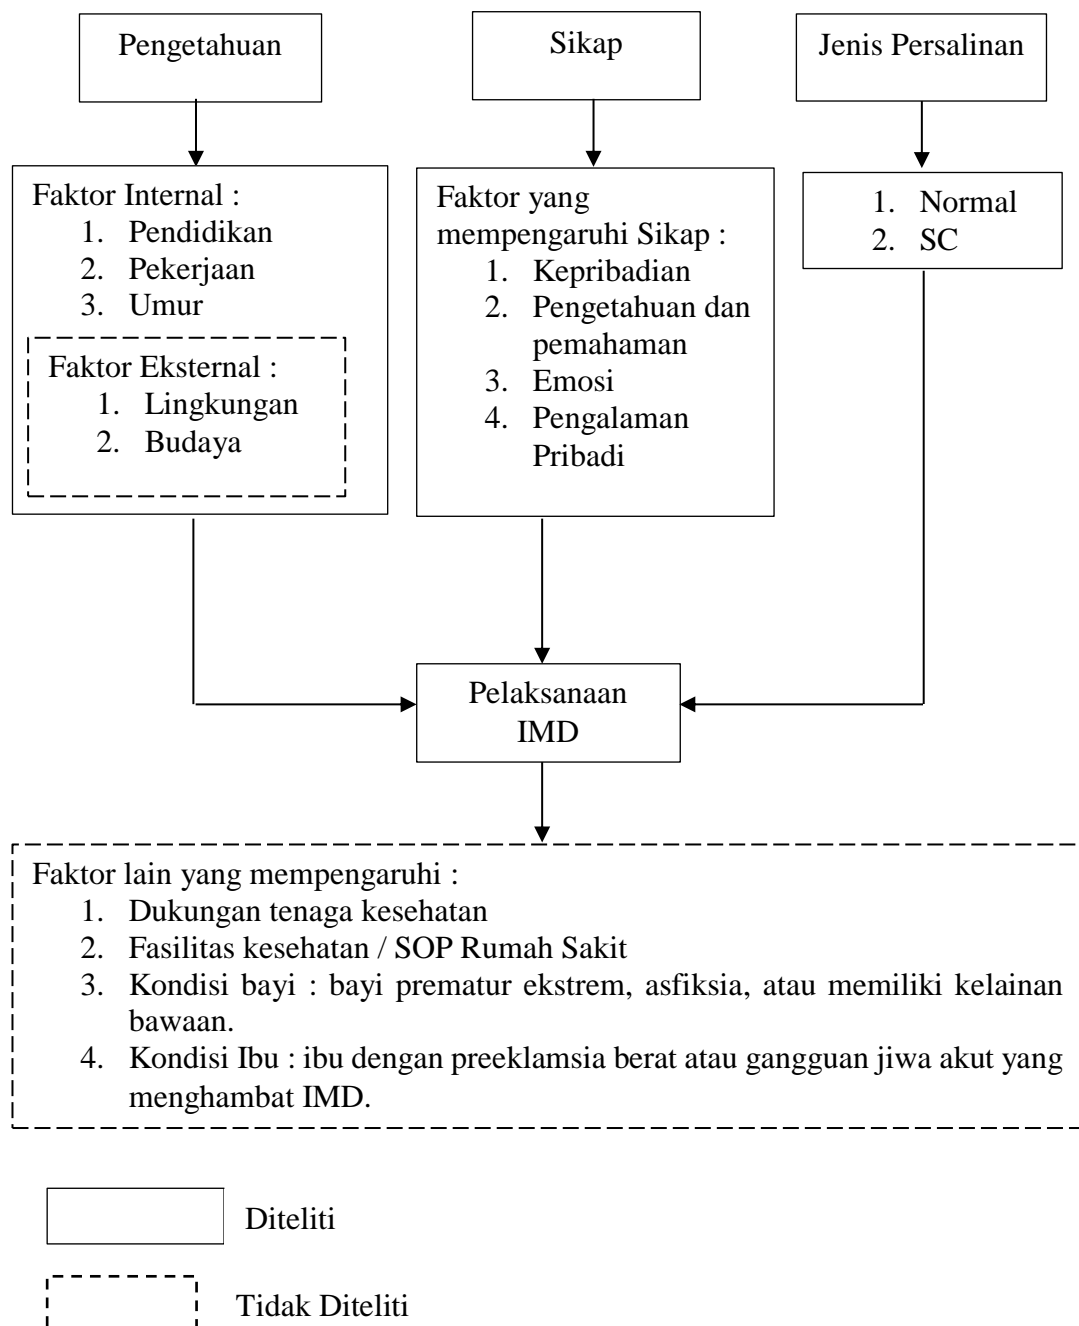 Pengetahuan
Sikap
Jenis Persalinan
Faktor Internal :
1. Pendidikan
2. Pekerjaan
3. Umur
Faktor Eksternal :
1. Lingkungan
2. Budaya
Faktor yang
mempengaruhi Sikap :
1. Kepribadian
2. Pengetahuan dan
pemahaman
3. Emosi
4. Pengalaman
Pribadi
1. Normal
2. SC
Pelaksanaan
IMD
Faktor lain yang mempengaruhi :
1. Dukungan tenaga kesehatan
2. Fasilitas kesehatan / SOP Rumah Sakit
3. Kondisi bayi : bayi prematur ekstrem, asfiksia, atau memiliki kelainan
bawaan.
4. Kondisi Ibu : ibu dengan preeklamsia berat atau gangguan jiwa akut yang
menghambat IMD.
Diteliti
Tidak Diteliti